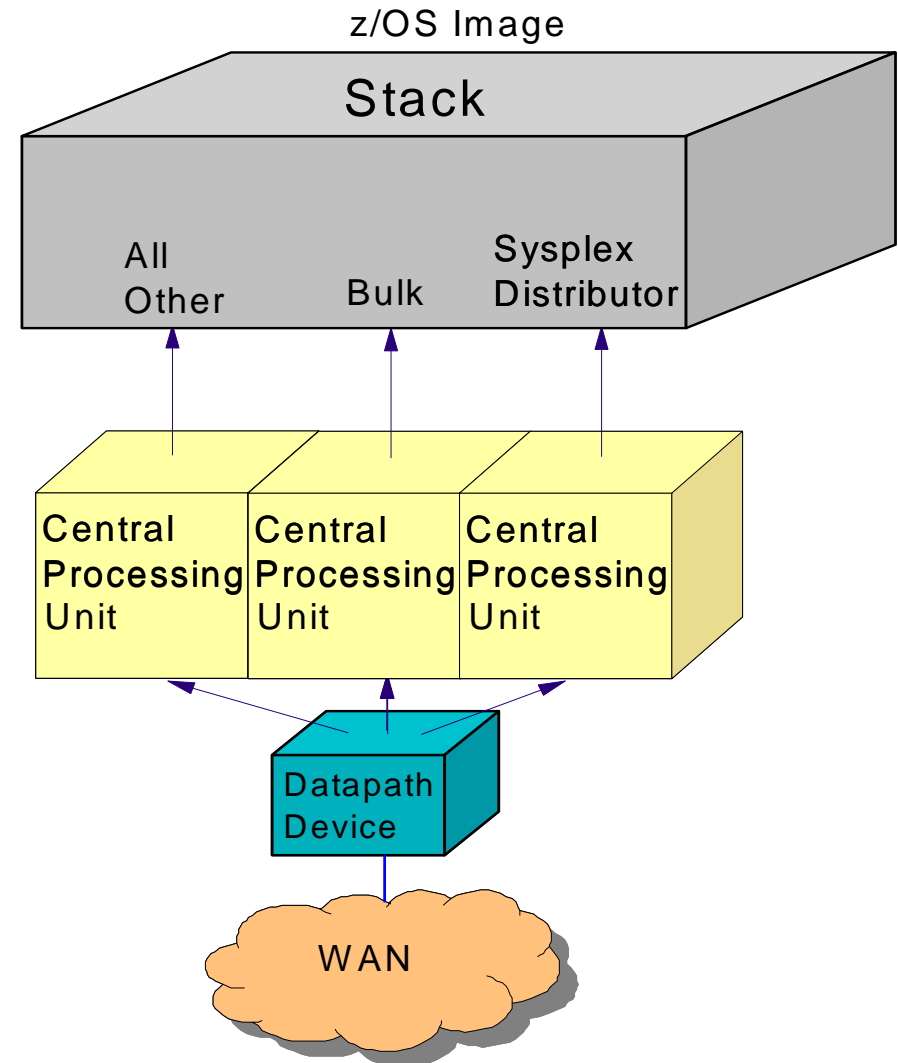 z/OS Image
Stack
All
Other
Bulk
Sysplex
Distributor
Central
Processing
Unit
Central
Processing
Unit
Central
Processing
Unit
Datapath
Device
WAN